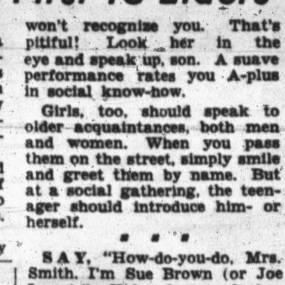 won't recognize you. That's
pitiful! Look her in the
eye and speak up, son. A suave
performance rates you A-plus
in social know-how.
Girls, too, should speak to
older acquaintances, both men
and women. When you pass
them on the street, simply smile
and greet them by name. But
at a social gathering, the teen-
ager should introduce him- or
herself.
SAY, "How-do-you-do, Mrs.
Smith. I'm Sue Brown (or Joe